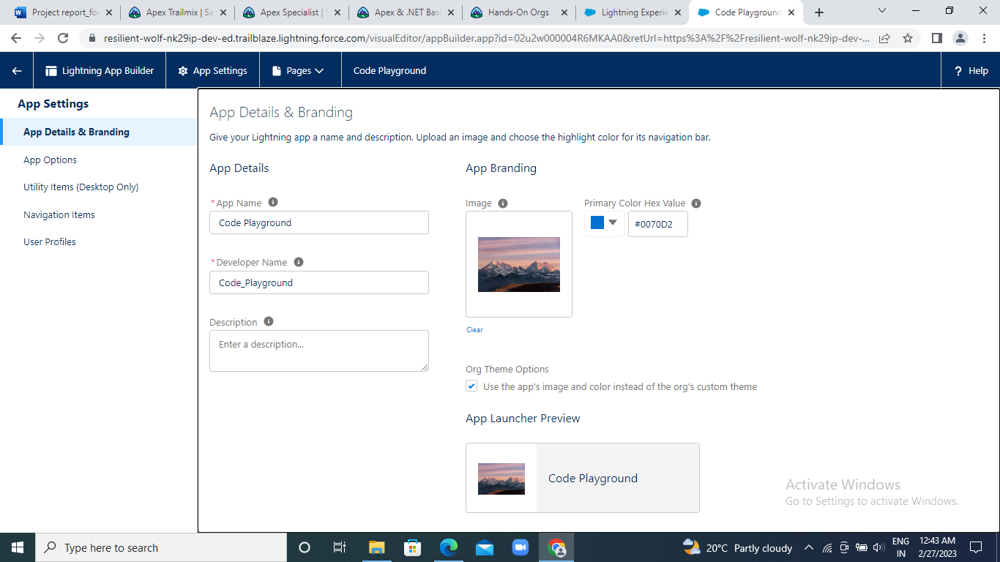 Project report_for
Apex Trailmix | Sa
Apex Specialist |
Apex & .NET Basi
Hands-On Orgs
Lightning Experie
Code Playground
resilient-wolf-nk29ip-dev-ed.trailblaze.lightning.force.com/visualEditor/appBuilder.app?id=02u2w000004R6MKAA0&retUrl=https%3A%2F%2Fresilient-wolf-nk29ip-dev-...
Lightning App Builder
App Settings
Pages
Code Playground
? Help
App Settings
App Details & Branding
App Options
Utility Items (Desktop Only)
Navigation Items
User Profiles
App Details & Branding
Give your Lightning app a name and description. Upload an image and choose the highlight color for its navigation bar.
App Details
*App Name
Code Playground
*Developer Name
Code_Playground
Description
Enter a description...
App Branding
Image
Clear
Primary Color Hex Value
#0070D2
Org Theme Options
Use the app's image and color instead of the org's custom theme
App Launcher Preview
Code Playground
Activate Windows
Go to Settings to activate Windows.
Type here to search
20°C Partly cloudy
ENG
IN
12:43 AM
2/27/2023